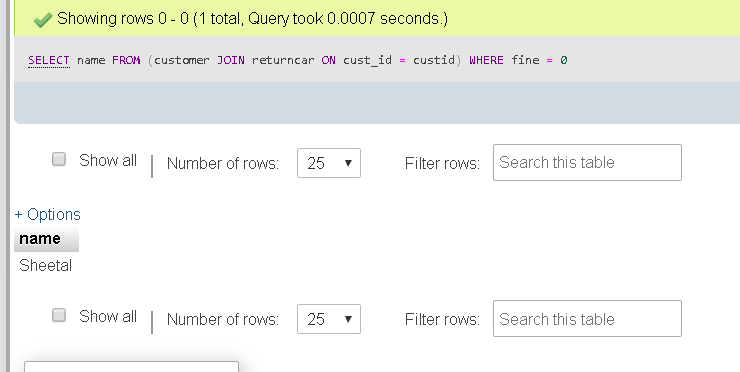 Showing rows 0 - 0 (1 total, Query took 0.0007 seconds.)
SELECT name FROM (customer JOIN returncar ON cust_id = custid) WHERE fine = 0
Show all | Number of rows: 25 Filter rows: Search this table
+ Options
name
Sheetal
Show all | Number of rows: 25 Filter rows: Search this table